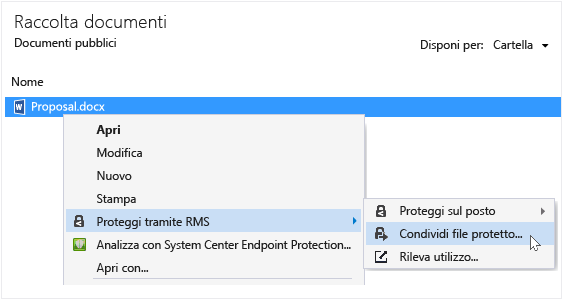 Raccolta documenti
Documenti pubblici
Disponi per: Cartella
Nome
Proposal.docx
Apri
Modifica
Nuovo
Stampa
Proteggi tramite RMS
Proteggi sul posto
Condividi file protetto...
Analizza con System Center Endpoint Protection...
Rileva utilizzo...
Apri con...